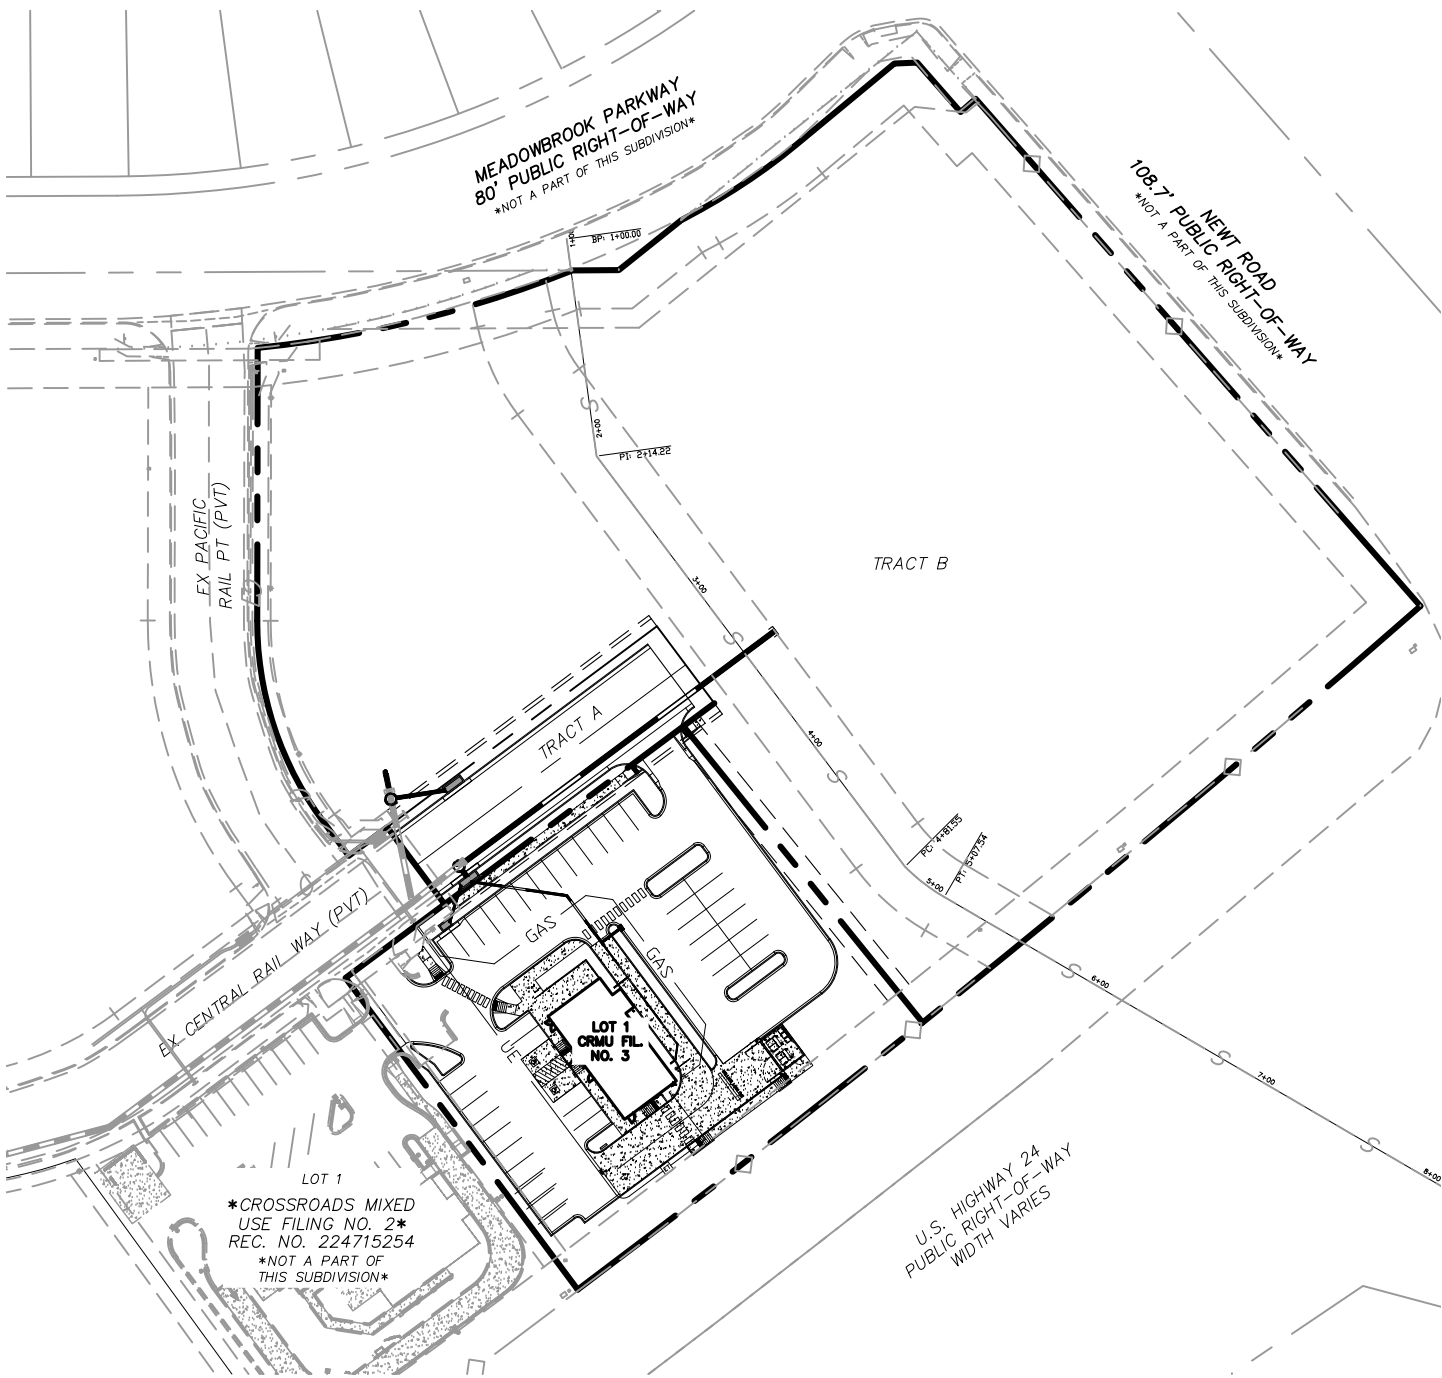 MEADOWBROOK PARKWAY
80' PUBLIC RIGHT-OF-WAY
*NOT A PART OF THIS SUBDIVISION*
NEWT ROAD
108.7' PUBLIC RIGHT-OF-WAY
*NOT A PART OF THIS SUBDIVISION*
1+00
BP: 1+00.00
2+00
PI: 2+14.22
S
EX PACIFIC
RAIL PT (PVT)
TRACT B
3+00
S
TRACT A
4+00
S
PC: 4+81.55
PT: 5+07.54
5+00
EX CENTRAL RAIL WAY (PVT)
GAS
GAS
E
UE
LOT 1
CRMU FIL.
NO. 3
S
6+00
S
7+00
S
8+00
LOT 1
*CROSSROADS MIXED
USE FILING NO. 2*
REC. NO. 224715254
*NOT A PART OF
THIS SUBDIVISION*
U.S. HIGHWAY 24
PUBLIC RIGHT-OF-WAY
WIDTH VARIES